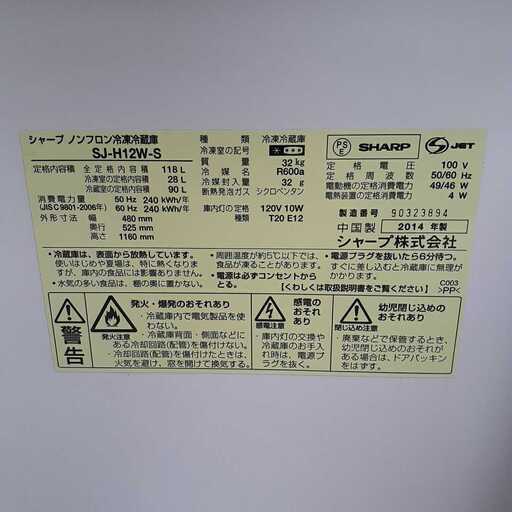 シャープ ノンフロン冷凍冷蔵庫
SJ-H12W-S
定格内容積 全定格内容積 118 L
冷凍室の定格内容積 28 L
冷蔵室の定格内容積 90 L
消費電力量 50 Hz 240 kWh/年
(JIS C 9801-2006年) 60 Hz 240 kWh/年
外形寸法 幅 480 mm
奥行 525 mm
高さ 1160 mm
種類 冷凍冷蔵庫
冷凍室の記号
質量 32 kg
冷媒名 R600a
冷媒封入量 32 g
断熱発泡ガス シクロペンタン
庫内灯の定格 120V 10W
種類 T20 E12
PS
E
SHARP
S JET
定格電圧 100 V
定格周波数 50/60 Hz
電動機の定格消費電力 49/46 W
電熱装置の定格消費電力 4 W
製造番号 90323894
中国製 2014 年製
シャープ株式会社
・冷蔵庫は、表面から放熱しています。
使いはじめや夏場は、特に熱くなりま
すが、庫内の食品には影響ありません。
・水気の多い食品は、棚の奥に置かない。
・周囲温度が約5℃以下では、
食品が凍ることがあります。
・電源は必ずコンセントから
とる。
・電源プラグを抜いたら6分待つ。
すぐに差し込むと冷蔵庫に無理が
かかります。
【くわしくは取扱説明書をご覧ください】
C003
>PP<
警告
発火・爆発のおそれあり
・冷蔵庫内で電気製品を使
わない。
・冷蔵庫背面・側面などに
ある冷却回路(配管)を傷付けない。
・冷却回路(配管)を傷付けたときは、
火気を避け、窓を開けて換気する。
感電の
おそれあり
感電注意
・庫内灯の交換や
冷蔵庫のお手入
れ時は、電源プ
ラグを抜く。
幼児閉じ込めの
おそれあり
閉じ込め注意
・廃棄などで保管するとき、
幼児閉じ込めのおそれが
ある場合は、ドアパッキン
をはずす。